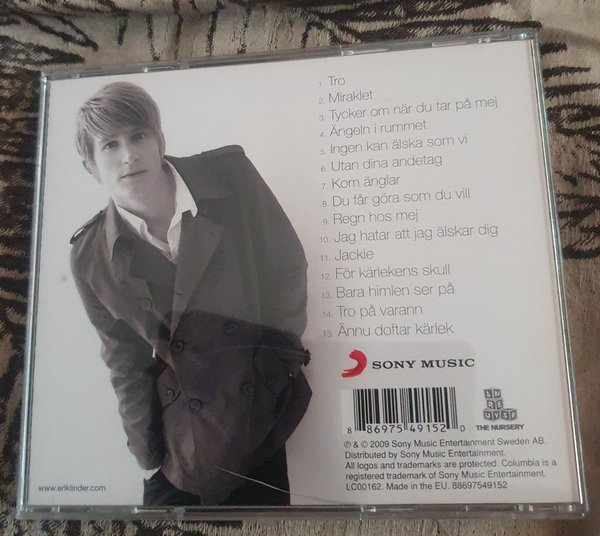 1. Tro
2. Miraklet
3. Tycker om när du tar på mej
4. Ängeln i rummet
5. Ingen kan älska som vi
6. Utan dina andetag
7. Kom änglar
8. Du får göra som du vill
9. Regn hos mej
10. Jag hatar att jag älskar dig
11. Jackie
12. För kärlekens skull
13. Bara himlen ser på
14. Tro på varann
15. Ännu doftar kärlek
SONY MUSIC
8 86975 49152 0
THE NURSERY
℗ & © 2009 Sony Music Entertainment Sweden AB.
Distributed by Sony Music Entertainment.
All logos and trademarks are protected. Columbia is a
registered trademark of Sony Music Entertainment.
LC00162. Made in the EU. 88697549152
www.eriklinder.com